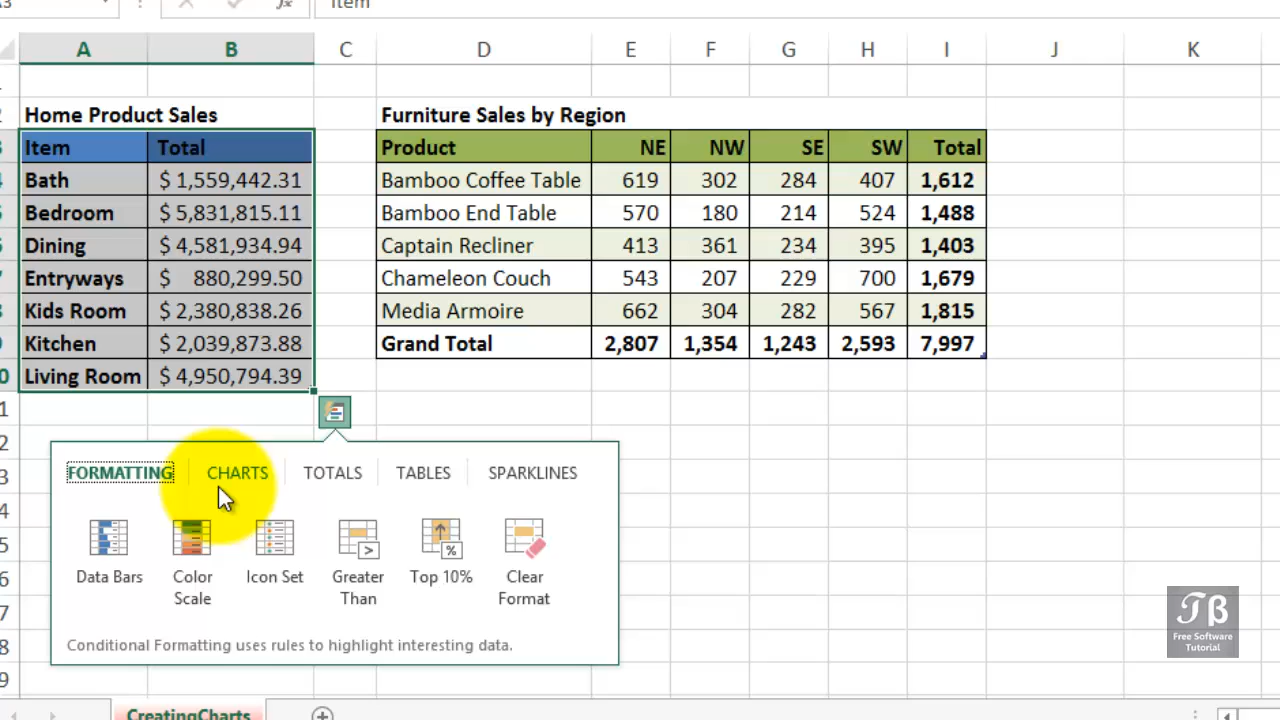 Item
A B C D E F G H I J K
Home Product Sales Furniture Sales by Region
Item Total Product NE NW SE SW Total
Bath $ 1,559,442.31 Bamboo Coffee Table 619 302 284 407 1,612
Bedroom $ 5,831,815.11 Bamboo End Table 570 180 214 524 1,488
Dining $ 4,581,934.94 Captain Recliner 413 361 234 395 1,403
Entryways $ 880,299.50 Chameleon Couch 543 207 229 700 1,679
Kids Room $ 2,380,838.26 Media Armoire 662 304 282 567 1,815
Kitchen $ 2,039,873.88 Grand Total 2,807 1,354 1,243 2,593 7,997
Living Room $ 4,950,794.39
FORMATTING CHARTS TOTALS TABLES SPARKLINES
Data Bars Color Scale Icon Set Greater Than Top 10% Clear Format
Conditional Formatting uses rules to highlight interesting data.
Free Software
Tutorial
CreatingCharts